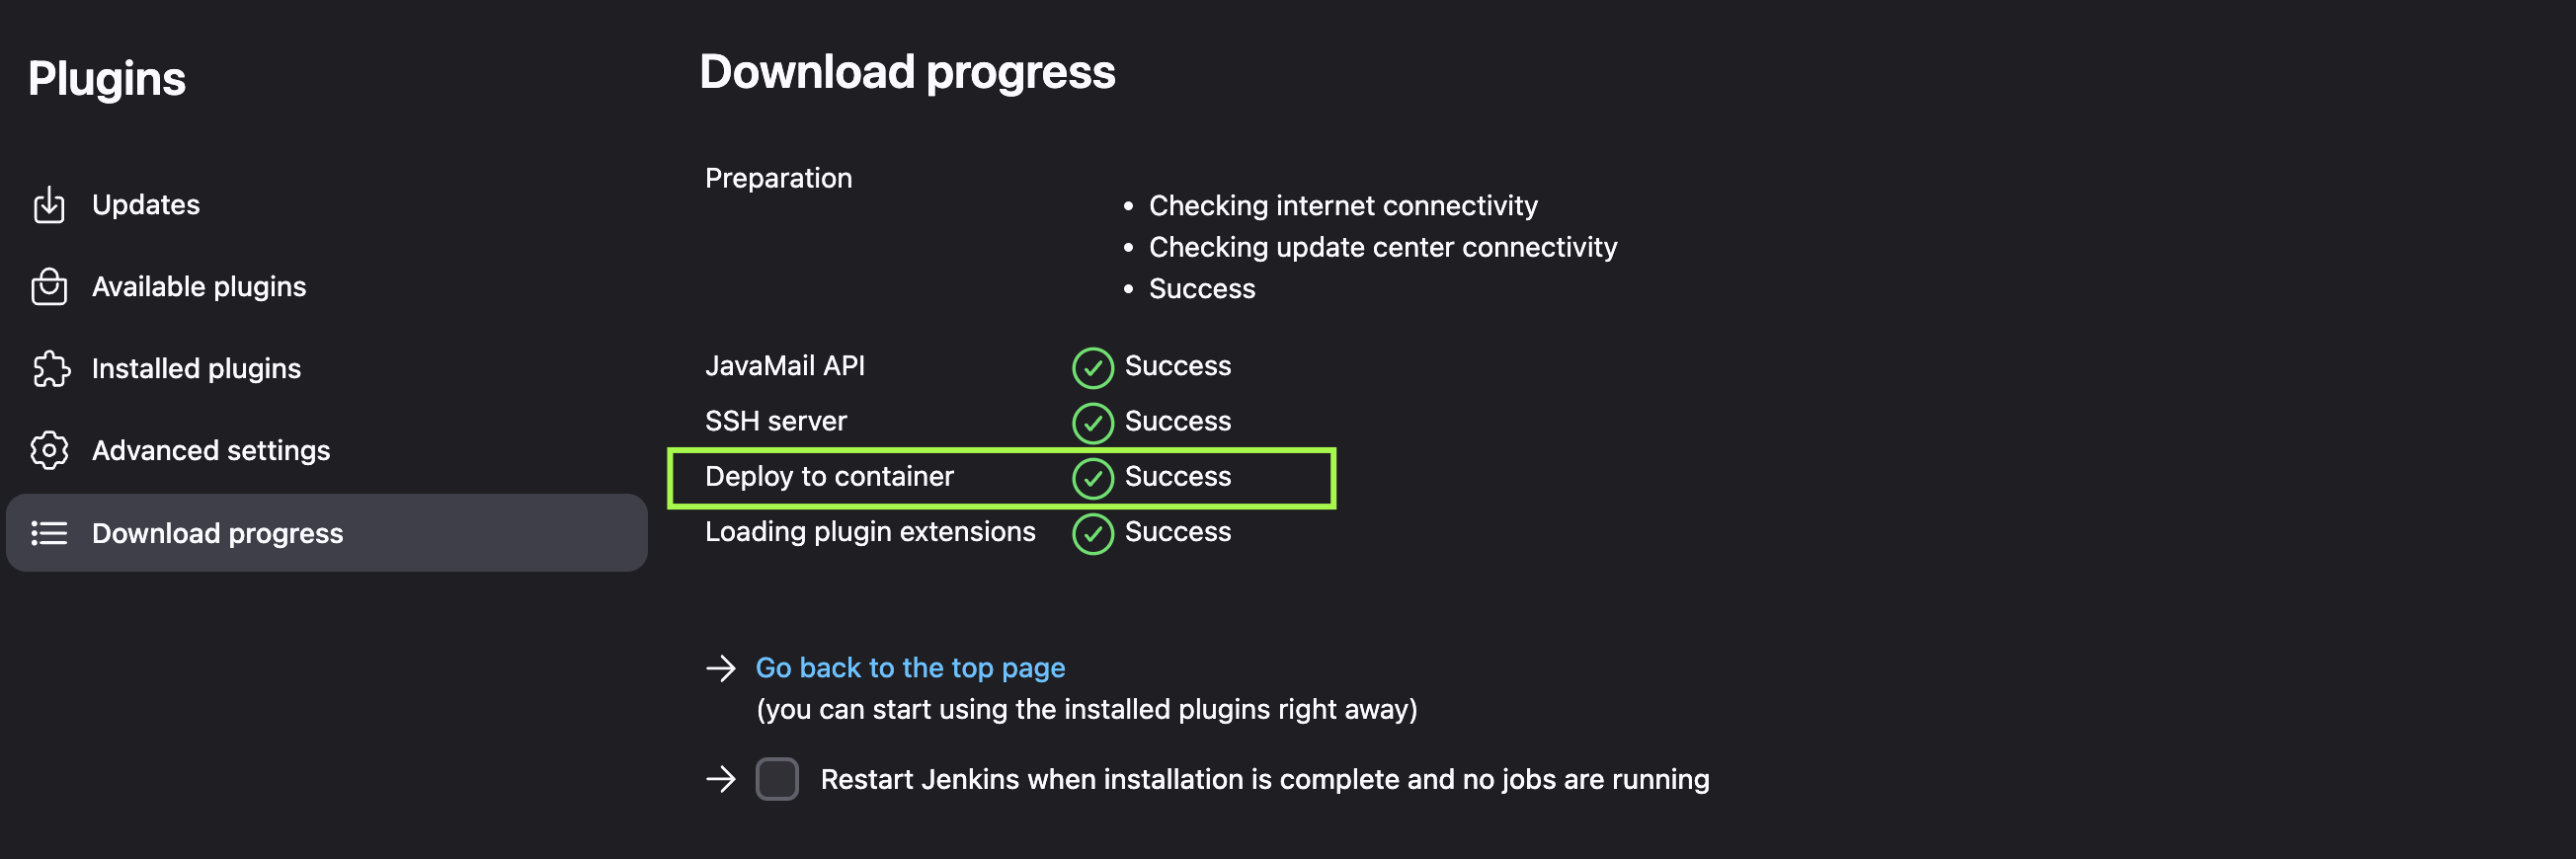 Plugins
Updates
Available plugins
Installed plugins
Advanced settings
Download progress
Download progress
Preparation
Checking internet connectivity
Checking update center connectivity
Success
JavaMail API Success
SSH server Success
Deploy to container Success
Loading plugin extensions Success
Go back to the top page
(you can start using the installed plugins right away)
Restart Jenkins when installation is complete and no jobs are running